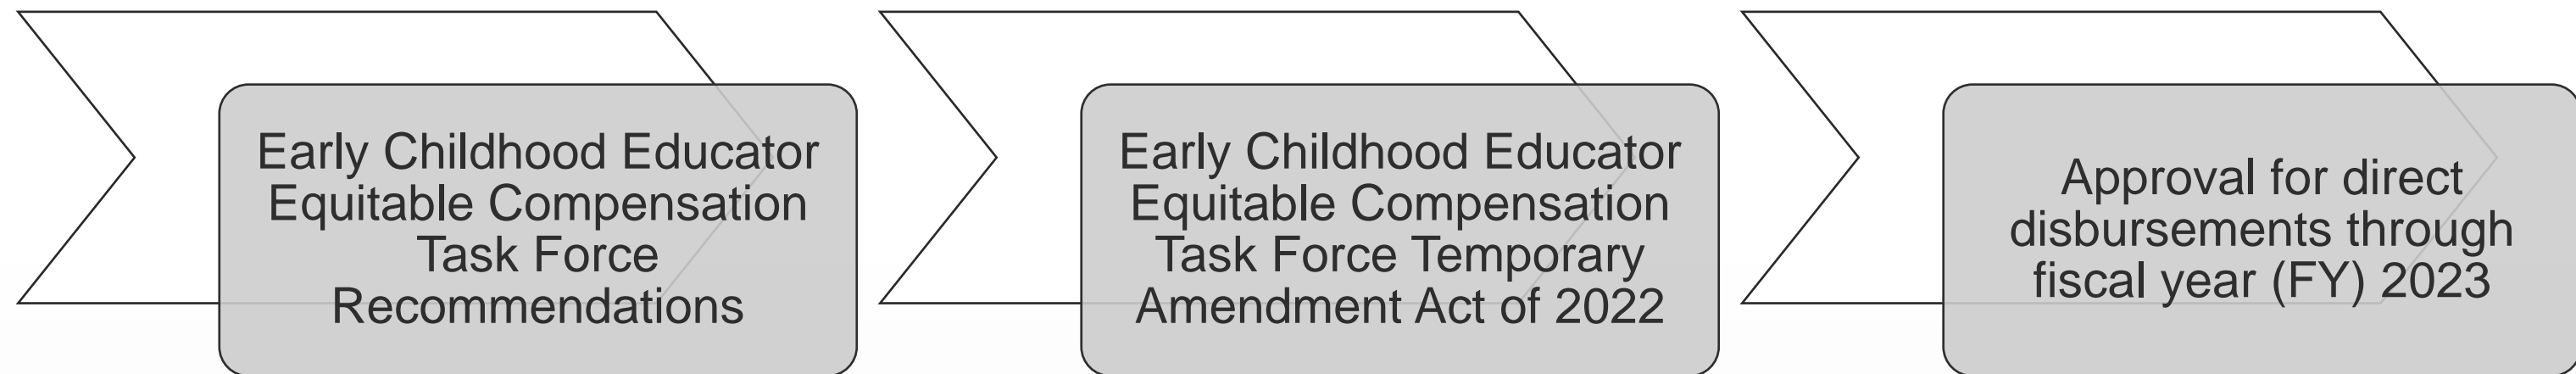 Early Childhood Educator
Equitable Compensation
Task Force
Recommendations
Early Childhood Educator
Equitable Compensation
Task Force Temporary
Amendment Act of 2022
Approval for direct
disbursements through
fiscal year (FY) 2023